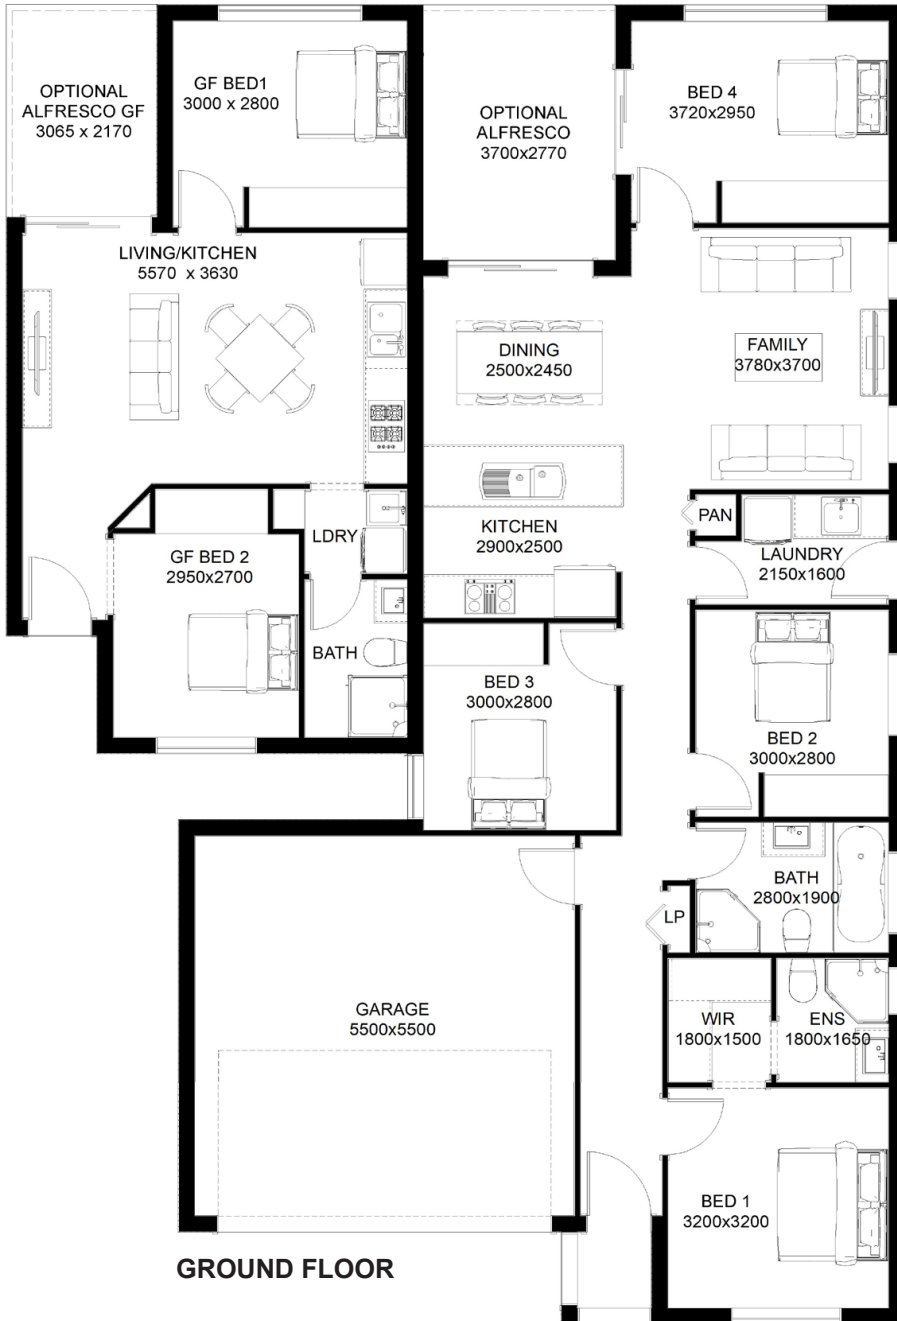 OPTIONAL
ALFRESCO GF
3065 x 2170
GF BED1
3000 x 2800
OPTIONAL
ALFRESCO
3700x2770
BED 4
3720x2950
LIVING/KITCHEN
5570 x 3630
DINING
2500x2450
FAMILY
3780x3700
KITCHEN
2900x2500
PAN
LAUNDRY
2150x1600
GF BED 2
2950x2700
LDRY
BATH
BED 3
3000x2800
BED 2
3000x2800
BATH
2800x1900
LP
GARAGE
5500x5500
WIR
1800x1500
ENS
1800x1650
BED 1
3200x3200
GROUND FLOOR